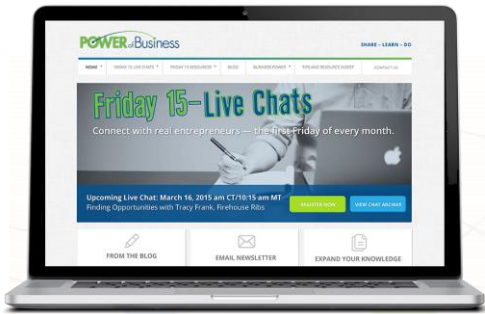 POWER of Business
SHARE - LEARN - DO
HOME
FRIDAY 15 LIVE CHATS
FRIDAY 15 RESOURCES
BLOG
BUSINESS POWER
TIPS AND RESOURCE VIDEOS
CONTACT US
Friday 15–Live Chats
Connect with real entrepreneurs — the first Friday of every month.
Upcoming Live Chat: March 16, 2015 am CT/10:15 am MT
Finding Opportunities with Tracy Frank, Firehouse Ribs
REGISTER NOW
VIEW CHAT ARCHIVE
FROM THE BLOG
EMAIL NEWSLETTER
EXPAND YOUR KNOWLEDGE